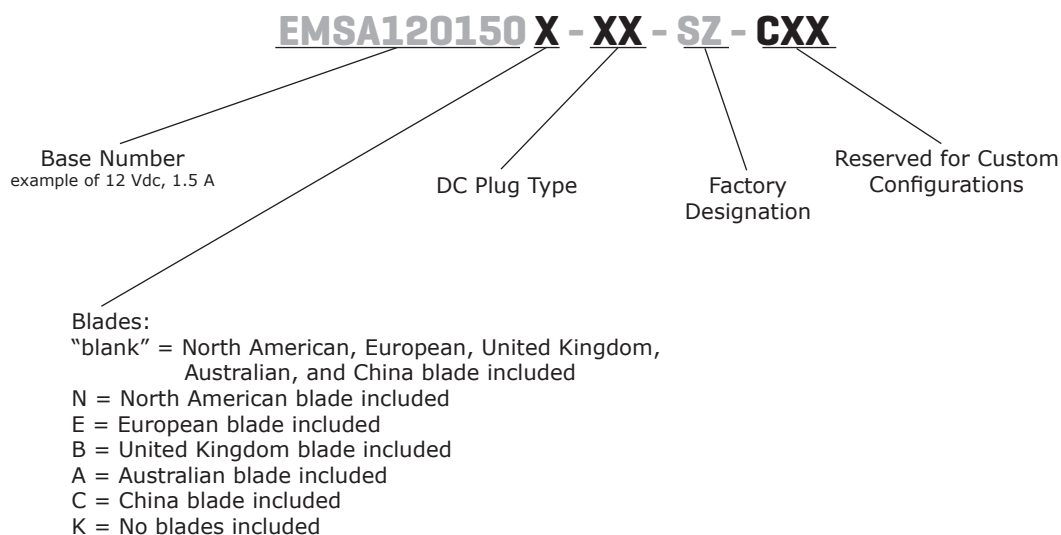 EMSA120150 X - XX - SZ - CXX
Base Number
example of 12 Vdc, 1.5 A
DC Plug Type
Factory
Designation
Reserved for Custom
Configurations
Blades:
“blank” = North American, European, United Kingdom,
Australian, and China blade included
N = North American blade included
E = European blade included
B = United Kingdom blade included
A = Australian blade included
C = China blade included
K = No blades included